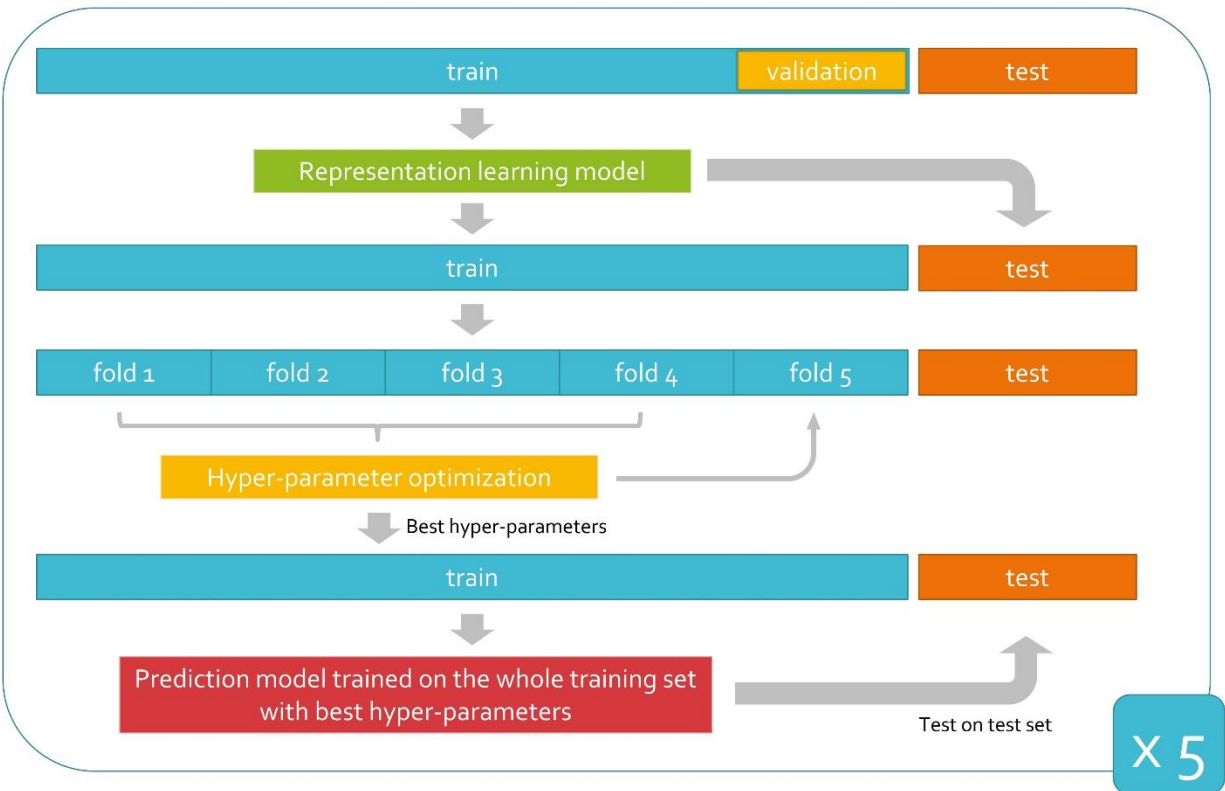 train validation test
Representation learning model
train test
fold 1 fold 2 fold 3 fold 4 fold 5 test
Hyper-parameter optimization
Best hyper-parameters
train test
Prediction model trained on the whole training set
with best hyper-parameters
Test on test set
x 5